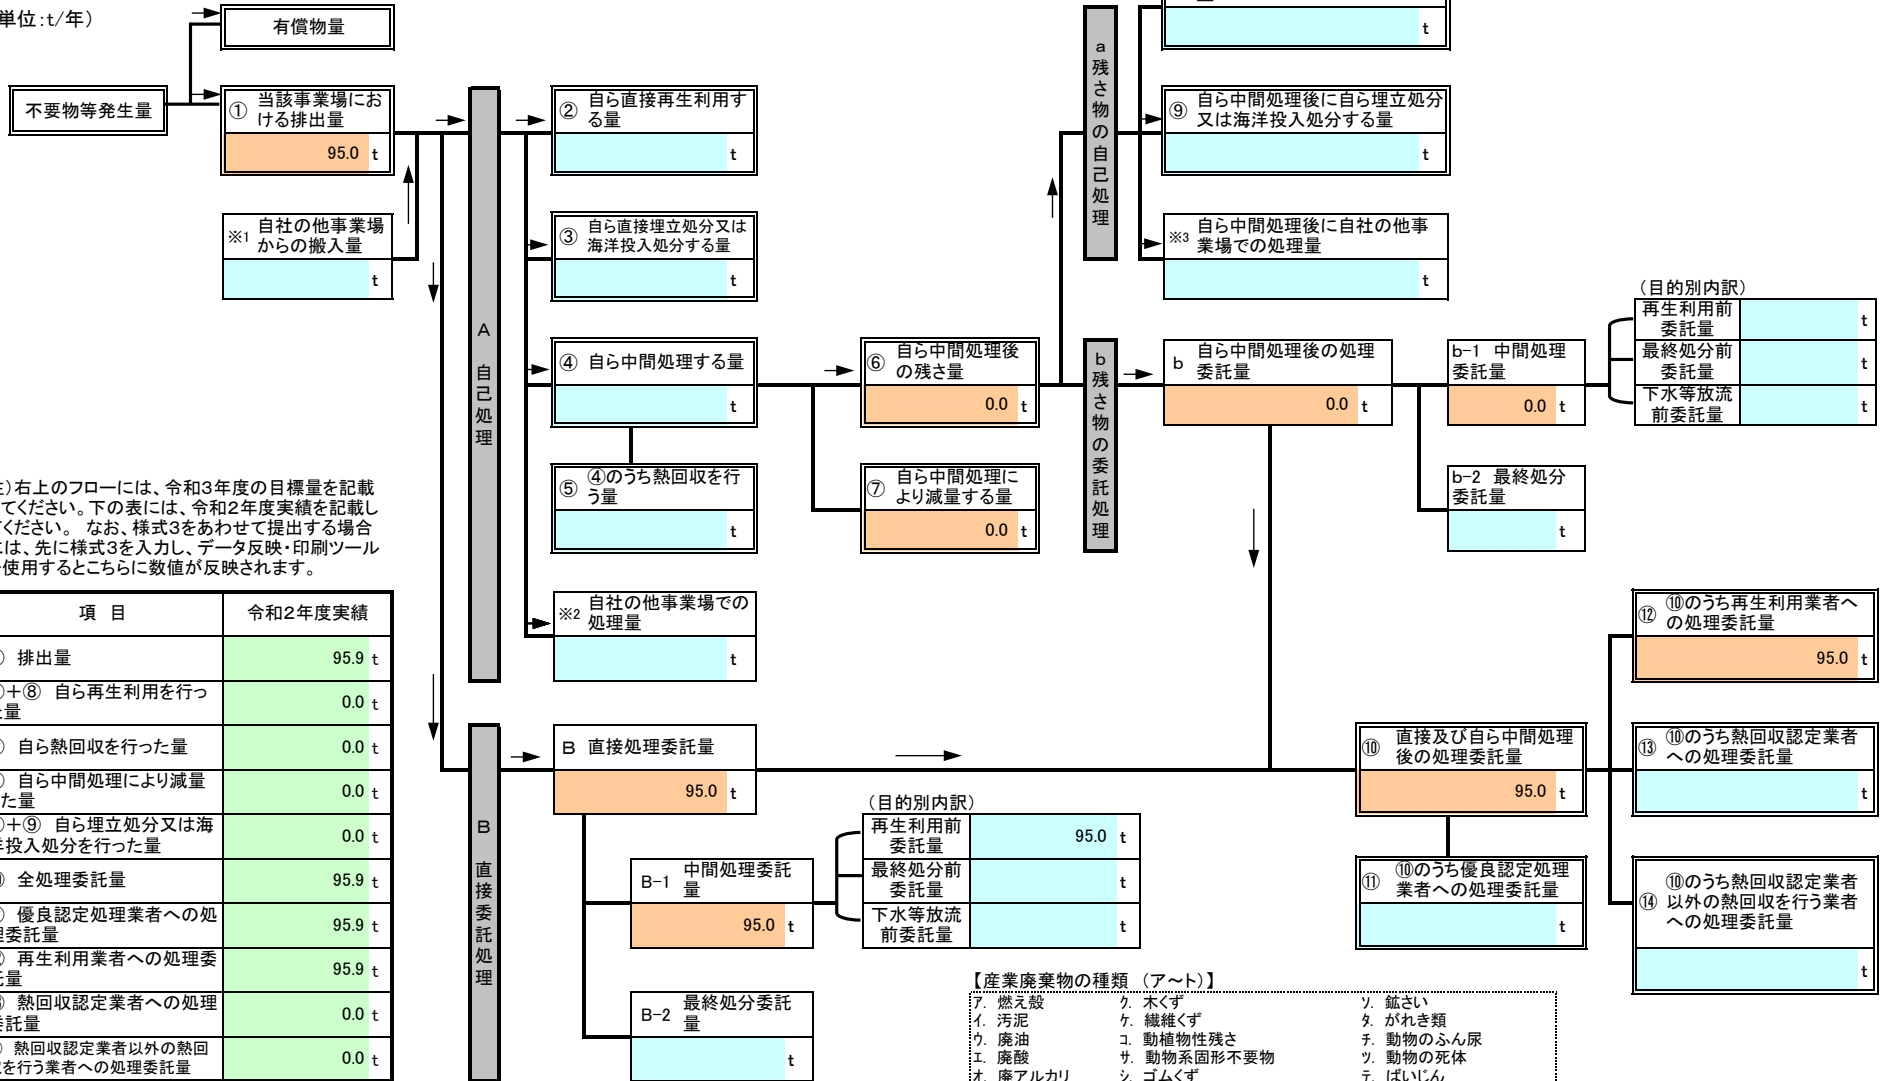 単位:t/年)
有償物量
不要物等発生量
① 当該事業場にお
ける排出量
95.0 t
※1 自社の他事業場
からの搬入量
t
A 自己処理
② 自ら直接再生利用す
る量
t
③ 自ら直接埋立処分又は
海洋投入処分する量
t
④ 自ら中間処理する量
t
⑤ ④のうち熱回収を行
う量
t
※2 自社の他事業場での
処理量
t
⑥ 自ら中間処理後
の残さ量
0.0 t
⑦ 自ら中間処理に
より減量する量
0.0 t
a 残さ物の自己処理
t
⑨ 自ら中間処理後に自ら埋立処分
又は海洋投入処分する量
t
※3 自ら中間処理後に自社の他事
業場での処理量
t
b 残さ物の委託処理
b 自ら中間処理後の処理
委託量
0.0 t
b-1 中間処理
委託量
0.0 t
b-2 最終処分
委託量
t
(目的別内訳)
再生利用前
委託量
t
最終処分前
委託量
t
下水等放流
前委託量
t
)右上のフローには、令和3年度の目標量を記載
てください。下の表には、令和2年度実績を記載し
ください。 なお、様式3をあわせて提出する場合
は、先に様式3を入力し、データ反映・印刷ツール
使用するとこちらに数値が反映されます。
項 目 令和2年度実績
) 排出量 95.9 t
)+⑧ 自ら再生利用を行っ
量 0.0 t
) 自ら熱回収を行った量 0.0 t
) 自ら中間処理により減量
た量 0.0 t
)+⑨ 自ら埋立処分又は海
投入処分を行った量 0.0 t
) 全処理委託量 95.9 t
) 優良認定処理業者への処
委託量 95.9 t
) 再生利用業者への処理委
量 95.9 t
) 熱回収認定業者への処理
託量 0.0 t
) 熱回収認定業者以外の熱回
を行う業者への処理委託量 0.0 t
B 直接委託処理
B 直接処理委託量
95.0 t
B-1 中間処理委託
量
95.0 t
B-2 最終処分委託
量
t
(目的別内訳)
再生利用前
委託量
95.0 t
最終処分前
委託量
t
下水等放流
前委託量
t
⑩ 直接及び自ら中間処理
後の処理委託量
95.0 t
⑪ ⑩のうち優良認定処理
業者への処理委託量
t
⑫ ⑩のうち再生利用業者へ
の処理委託量
95.0 t
⑬ ⑩のうち熱回収認定業者
への処理委託量
t
⑭ ⑩のうち熱回収認定業者
以外の熱回収を行う業者
への処理委託量
t
【産業廃棄物の種類 (ア~ト)】
ア. 燃え殻 ク. 木くず ソ. 鉱さい
イ. 汚泥 ケ. 繊維くず タ. がれき類
ウ. 廃油 コ. 動植物性残さ チ. 動物のふん尿
エ. 廃酸 サ. 動物系固形不要物 ツ. 動物の死体
オ. 廃アルカリ シ. ゴムくず テ. ばいじん